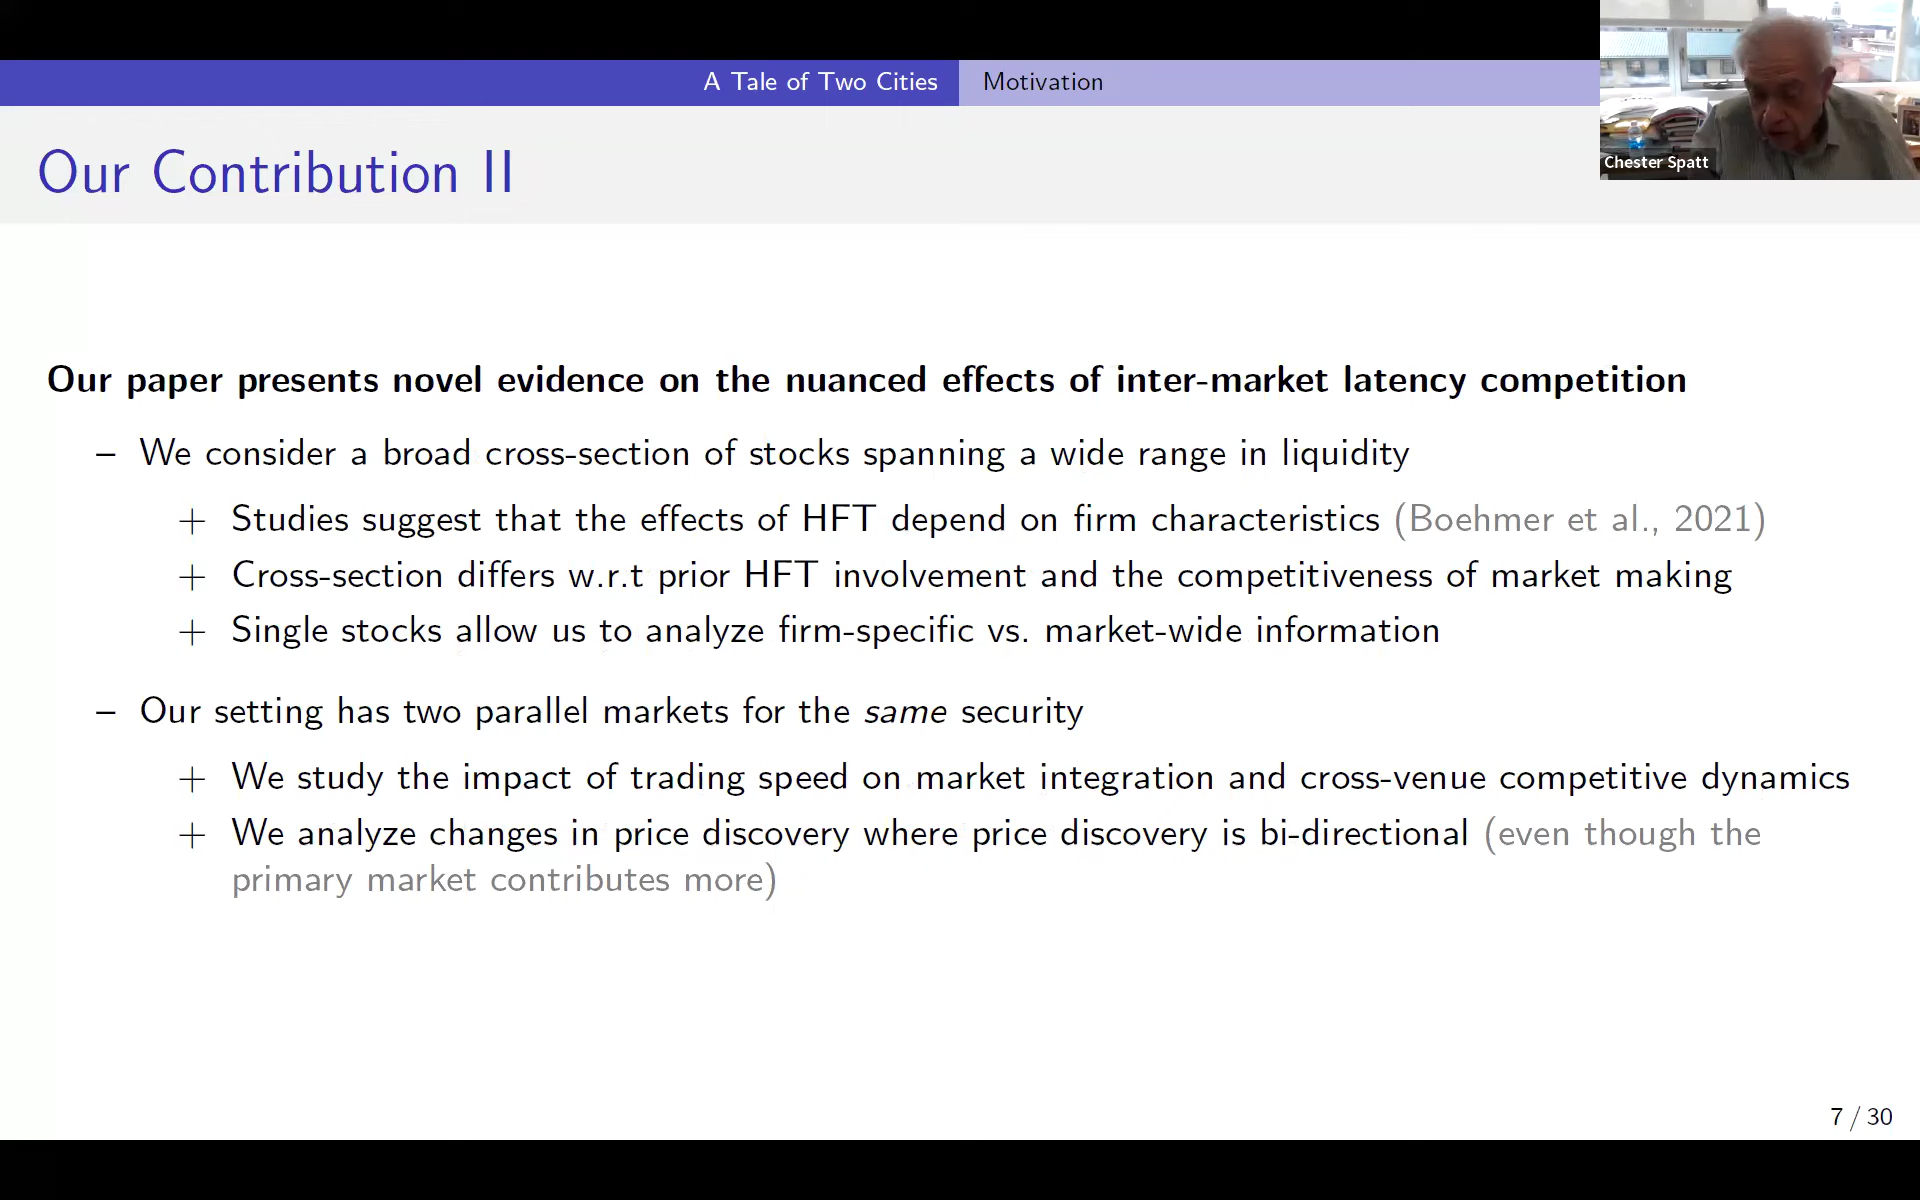 A Tale of Two Cities
Motivation
Chester Spatt
Our Contribution II
Our paper presents novel evidence on the nuanced effects of inter-market latency competition
– We consider a broad cross-section of stocks spanning a wide range in liquidity
+ Studies suggest that the effects of HFT depend on firm characteristics (Boehmer et al., 2021)
+ Cross-section differs w.r.t prior HFT involvement and the competitiveness of market making
+ Single stocks allow us to analyze firm-specific vs. market-wide information
– Our setting has two parallel markets for the same security
+ We study the impact of trading speed on market integration and cross-venue competitive dynamics
+ We analyze changes in price discovery where price discovery is bi-directional (even though the
primary market contributes more)
7 / 30